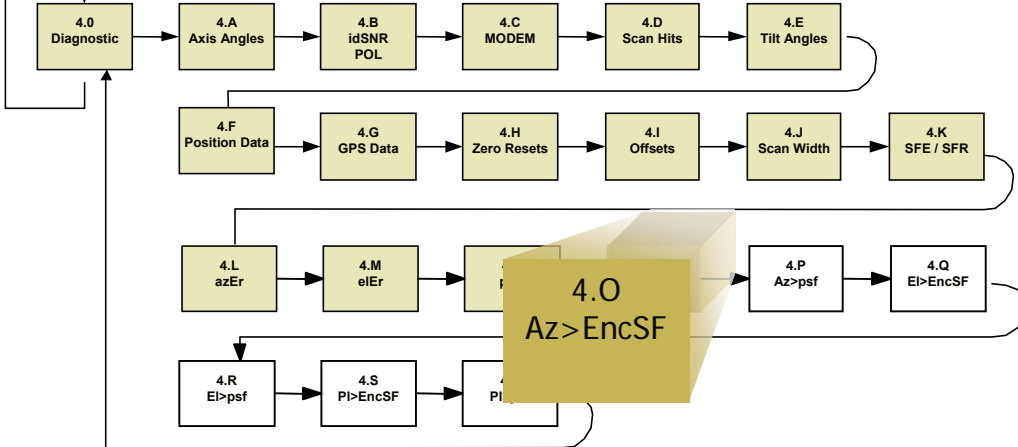 4.0
Diagnostic
4.A
Axis Angles
4.B
idSNR
POL
4.C
MODEM
4.D
Scan Hits
4.E
Tilt Angles
4.F
Position Data
4.G
GPS Data
4.H
Zero Resets
4.I
Offsets
4.J
Scan Width
4.K
SFE / SFR
4.L
azEr
4.M
elEr
4.O
Az>EncSF
4.P
Az>psf
4.Q
El>EncSF
4.R
El>psf
4.S
Pl>EncSF